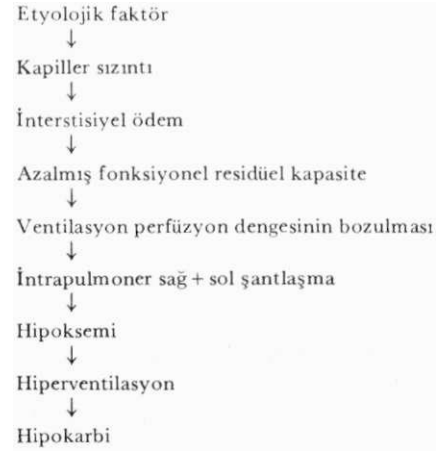 Etyolojik faktör
↓
Kapiller sızıntı
↓
İnterstisiyel ödem
↓
Azalmış fonksiyonel residüel kapasite
↓
Ventilasyon perfüzyon dengesinin bozulması
↓
İntrapulmoner sağ + sol şantlaşma
↓
Hipoksemi
↓
Hiperventilasyon
↓
Hipokarbi